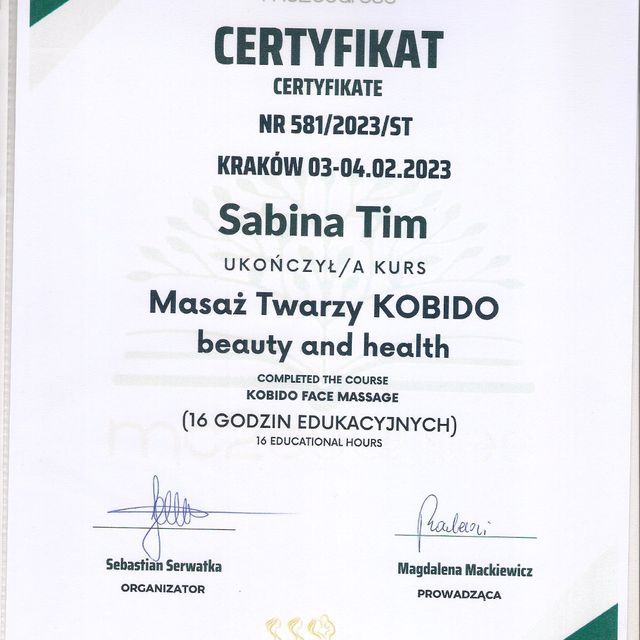 CERTYFIKAT
CERTYFIKATE
NR 581/2023/ST
KRAKÓW 03-04.02.2023
Sabina Tim
UKOŃCZYŁ/A KURS
Masaż Twarzy KOBIDO
beauty and health
COMPLETED THE COURSE
KOBIDO FACE MASSAGE
(16 GODZIN EDUKACYJNYCH)
16 EDUCATIONAL HOURS
Sebastian Serwatka
ORGANIZATOR
Magdalena Mackiewicz
PROWADZĄCA